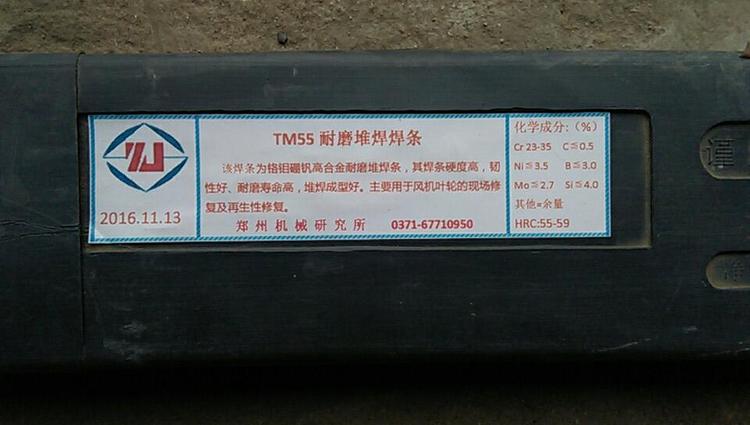 ZJ
2016.11.13
TM55 耐磨堆焊焊条
该焊条为铬钼硼钒高合金耐磨堆焊条，其焊条硬度高，韧
性好、耐磨寿命高，堆焊成型好。主要用于风机叶轮的现场修
复及再生性修复。
郑州机械研究所 0371-67710950
化学成分：（%）
Cr 23-35 C≦0.5
Ni≦3.5 B≦3.0
Mo≦2.7 Si≦4.0
其他=余量
HRC:55-59
谨